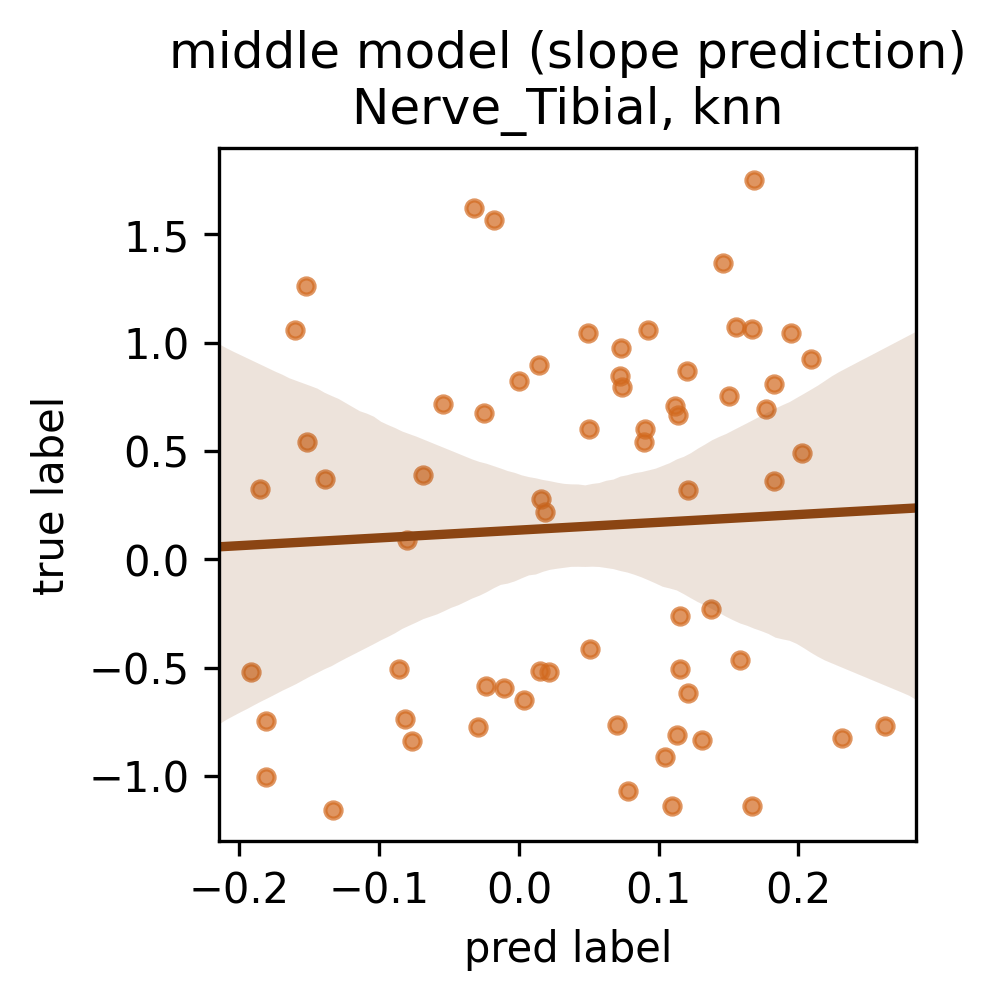 middle model (slope prediction)
Nerve_Tibial, knn
true label
1.5
1.0
0.5
0.0
−0.5
−1.0
−0.2
−0.1
0.0
0.1
0.2
pred label